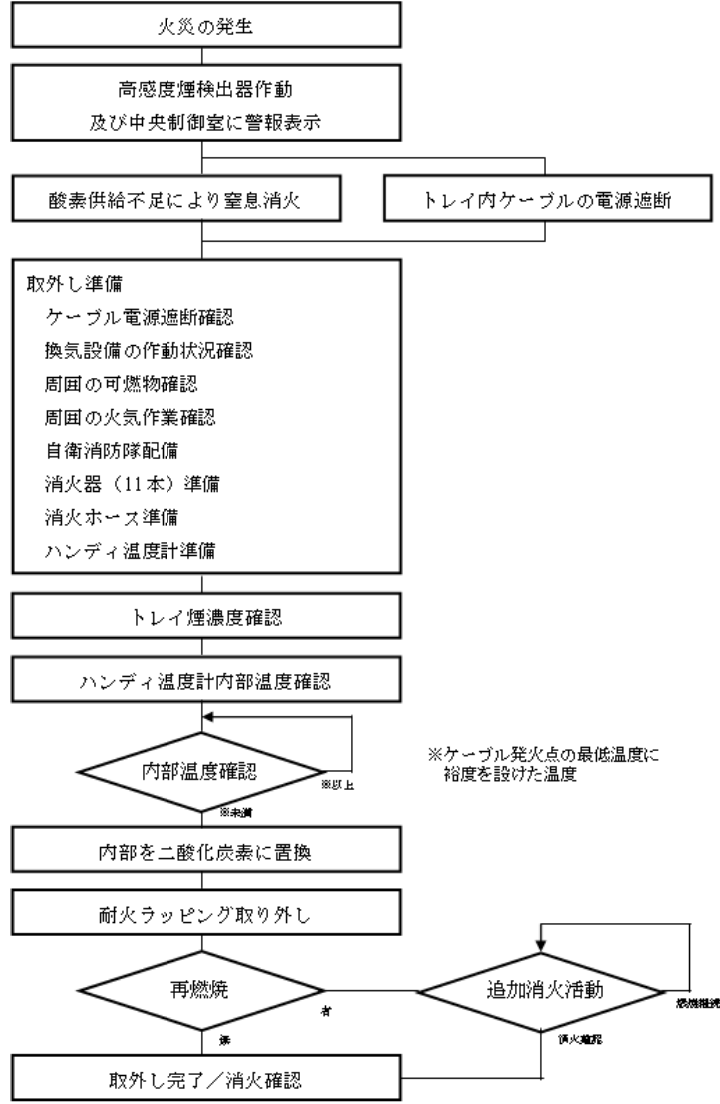 火災の発生
高感度煙検出器作動
及び中央制御室に警報表示
酸素供給不足により窒息消火
トレイ内ケーブルの電源遮断
取外し準備
ケーブル電源遮断確認
換気設備の作動状況確認
周囲の可燃物確認
周囲の火気作業確認
自衛消防隊配備
消火器（11本）準備
消火ホース準備
ハンディ温度計準備
トレイ煙濃度確認
ハンディ温度計内部温度確認
内部温度確認
※以上
※ケーブル発火点の最低温度に
裕度を設けた温度
※未満
内部を二酸化炭素に置換
耐火ラッピング取り外し
再燃焼
有
追加消火活動
燃焼継続
無
消火確認
取外し完了／消火確認